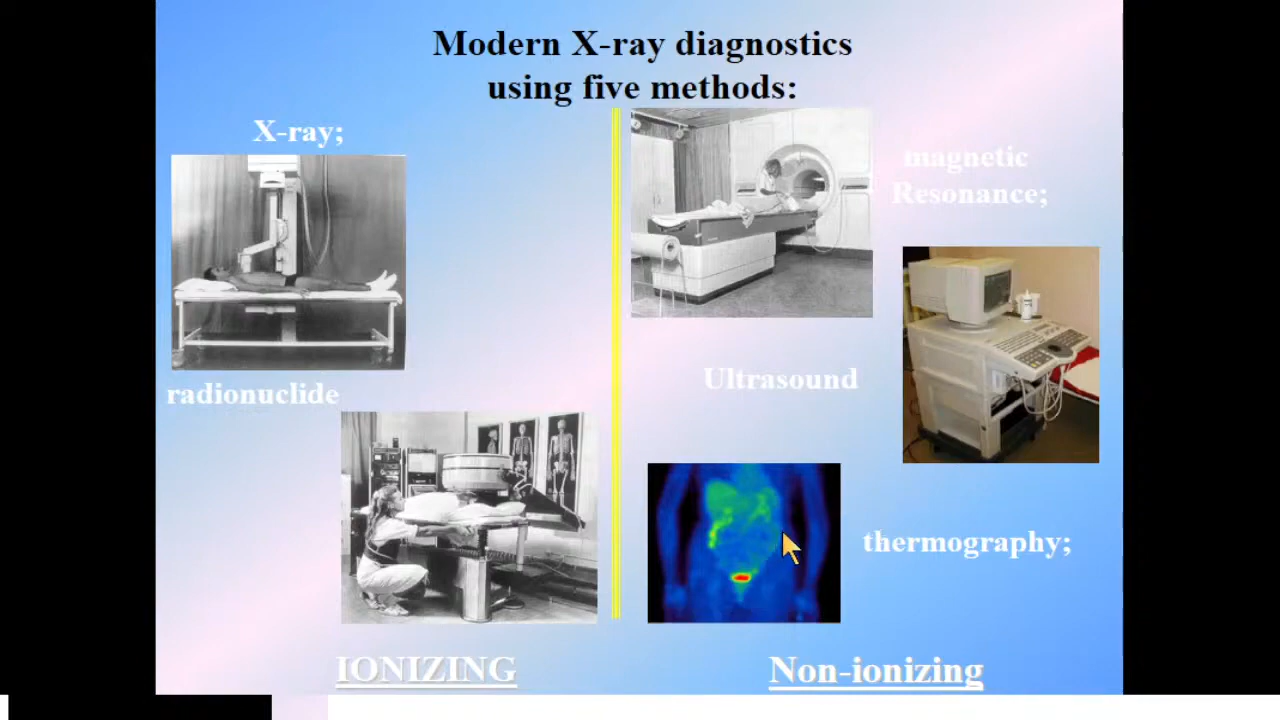 Modern X-ray diagnostics
using five methods:
X-ray;
radionuclide
IONIZING
magnetic
Resonance;
Ultrasound
thermography;
Non-ionizing